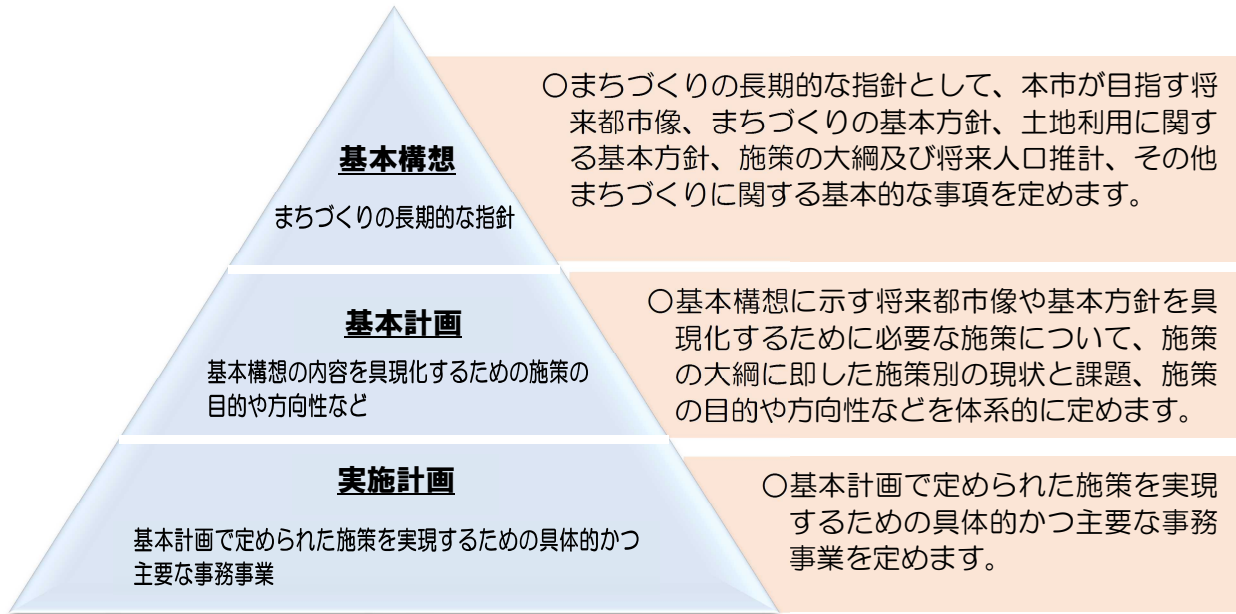 基本構想
まちづくりの長期的な指針
○まちづくりの長期的な指針として、本市が目指す将
来都市像、まちづくりの基本方針、土地利用に関す
る基本方針、施策の大綱及び将来人口推計、その他
まちづくりに関する基本的な事項を定めます。
基本計画
基本構想の内容を具現化するための施策の
目的や方向性など
○基本構想に示す将来都市像や基本方針を具
現化するために必要な施策について、施策
の大綱に即した施策別の現状と課題、施策
の目的や方向性などを体系的に定めます。
実施計画
基本計画で定められた施策を実現するための具体的かつ
主要な事務事業
○基本計画で定められた施策を実現
するための具体的かつ主要な事務
事業を定めます。